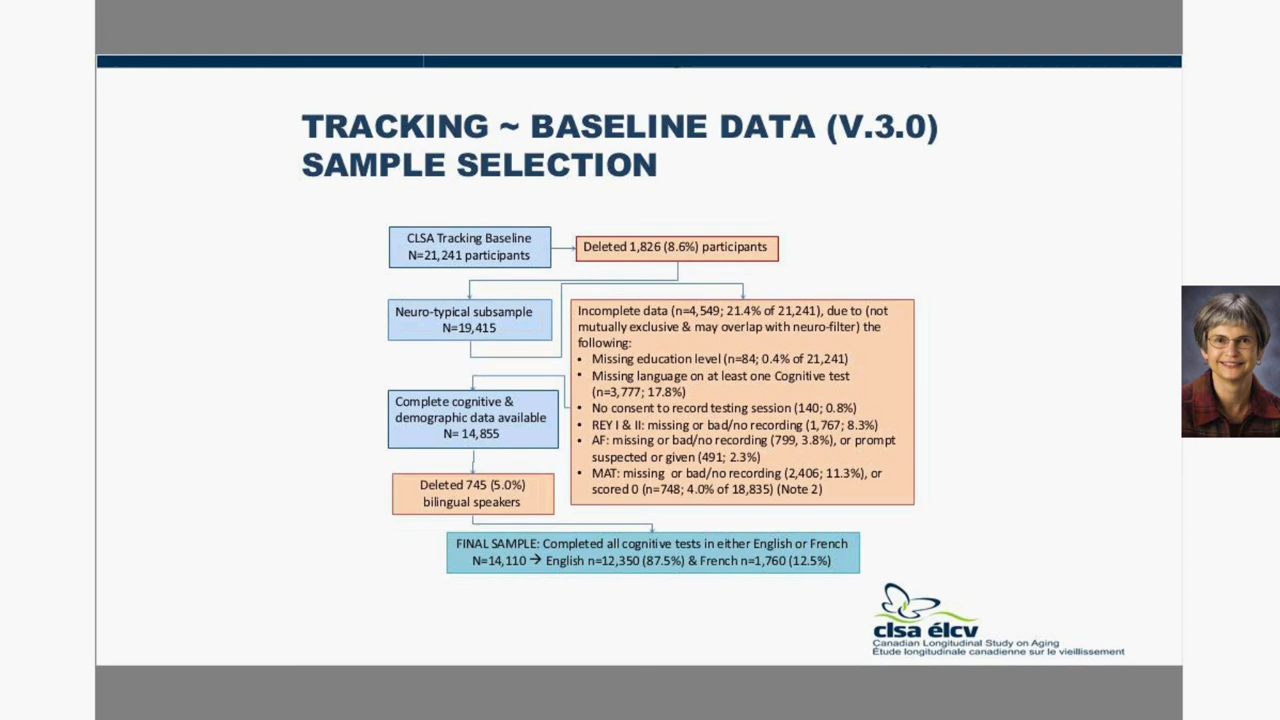 TRACKING ~ BASELINE DATA (V.3.0)
SAMPLE SELECTION
CLSA Tracking Baseline
N=21,241 participants
Deleted 1,826 (8.6%) participants
Neuro-typical subsample
N=19,415
Incomplete data (n=4,549; 21.4% of 21,241), due to (not
mutually exclusive & may overlap with neuro-filter) the
following:
• Missing education level (n=84; 0.4% of 21,241)
• Missing language on at least one Cognitive test
(n=3,777; 17.8%)
• No consent to record testing session (140; 0.8%)
• REY I & II: missing or bad/no recording (1,767; 8.3%)
• AF: missing or bad/no recording (799, 3.8%), or prompt
suspected or given (491; 2.3%)
• MAT: missing or bad/no recording (2,406; 11.3%), or
scored 0 (n=748; 4.0% of 18,835) (Note 2)
Complete cognitive &
demographic data available
N= 14,855
Deleted 745 (5.0%)
bilingual speakers
FINAL SAMPLE: Completed all cognitive tests in either English or French
N=14,110 → English n=12,350 (87.5%) & French n=1,760 (12.5%)
clsa élcv
Canadian Longitudinal Study on Aging
Étude longitudinale canadienne sur le vieillissement